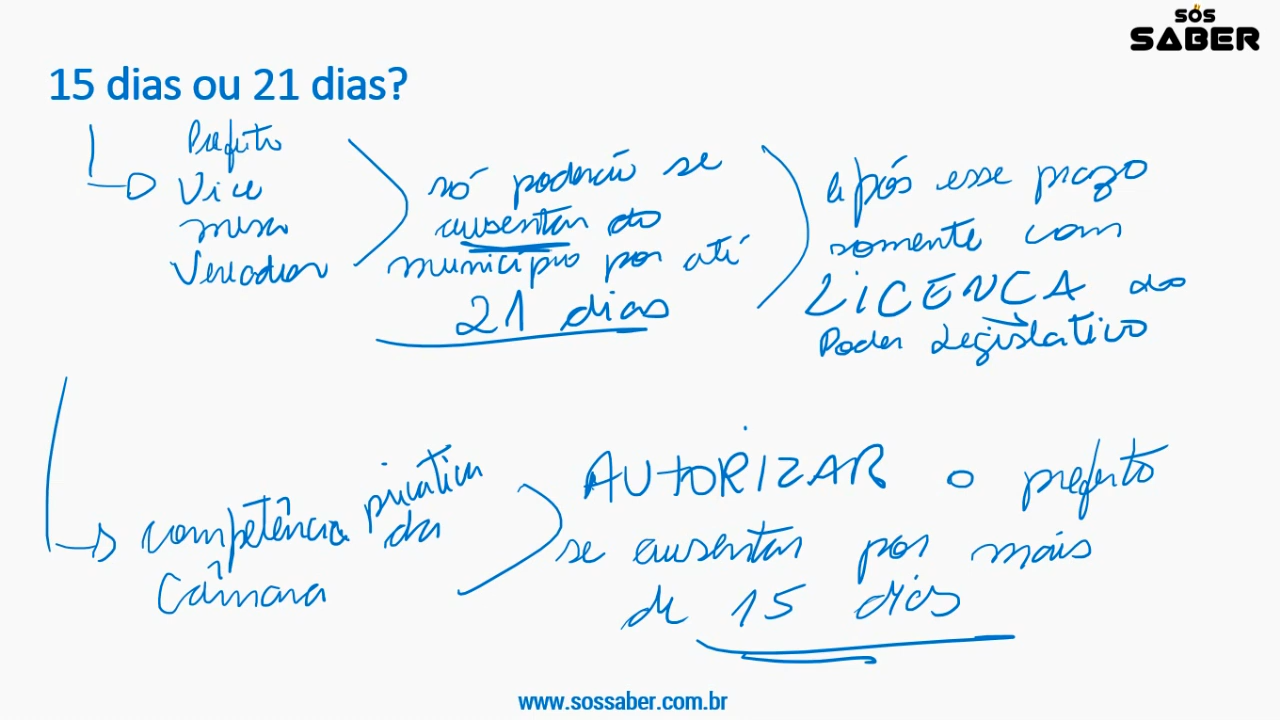 SÓS
SABER
15 dias ou 21 dias?
Prefeito
Vice
mesmo
Vereador
só poderão se
ausentar do
município por até
21 dias
após esse prazo
somente com
LICENÇA do
Poder Legislativo
competência privativa
da
Câmara
AUTORIZAR o prefeito
se ausentar por mais
de 15 dias
www.sossaber.com.br